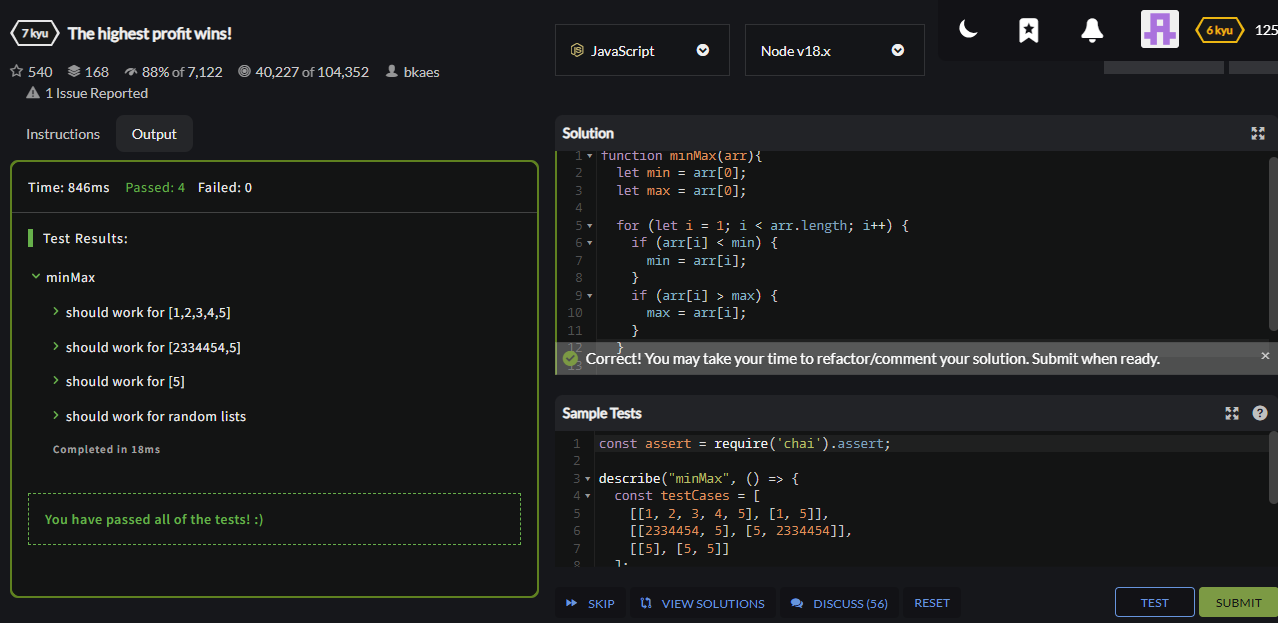 7 kyu The highest profit wins!
540 168 88% of 7,122 40,227 of 104,352 bkaes
1 Issue Reported
JavaScript
Node v18.x
6 kyu 125
Instructions Output
Time: 846ms Passed: 4 Failed: 0
Test Results:
minMax
should work for [1,2,3,4,5]
should work for [2334454,5]
should work for [5]
should work for random lists
Completed in 18ms
You have passed all of the tests! :)
Solution
1 function minMax(arr){
2 let min = arr[0];
3 let max = arr[0];
4
5 for (let i = 1; i < arr.length; i++) {
6 if (arr[i] < min) {
7 min = arr[i];
8 }
9 if (arr[i] > max) {
10 max = arr[i];
11 }
12 }
13
Correct! You may take your time to refactor/comment your solution. Submit when ready.
Sample Tests
1 const assert = require('chai').assert;
2
3 describe("minMax", () => {
4 const testCases = [
5 [[1, 2, 3, 4, 5], [1, 5]],
6 [[2334454, 5], [5, 2334454]],
7 [[5], [5, 5]]
8 ];
SKIP VIEW SOLUTIONS DISCUSS (56) RESET TEST SUBMIT